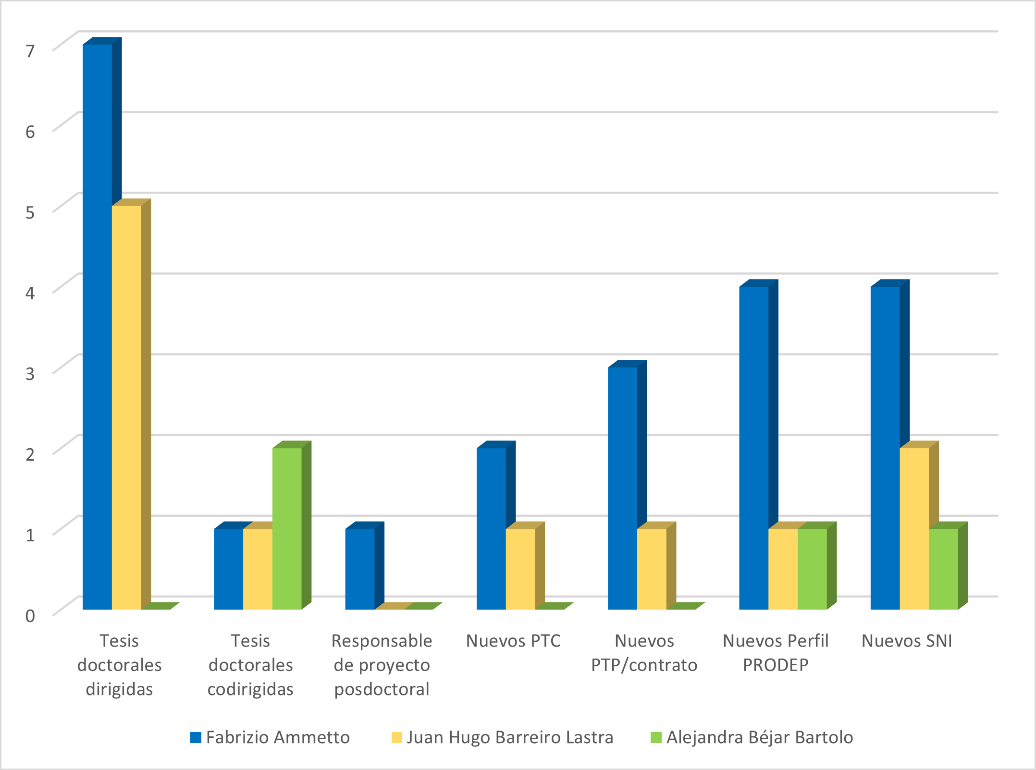 7
6
5
4
3
2
1
0
Tesis
doctorales
dirigidas
Tesis
doctorales
codirigidas
Responsable
de proyecto
posdoctoral
Nuevos PTC
Nuevos
PTP/contrato
Nuevos Perfil
PRODEP
Nuevos SNI
Fabrizio Ammetto
Juan Hugo Barreiro Lastra
Alejandra Béjar Bartolo